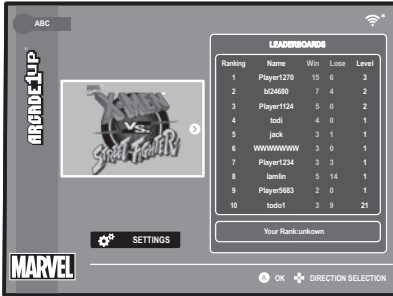 ABC
ARCADE1UP
X-MEN
VS.
STREET FIGHTER
SETTINGS
MARVEL
LEADERBOARDS
Ranking Name Win Lose Level
1 Player1270 15 6 3
2 bl24680 7 4 2
3 Player1124 5 0 2
4 todi 4 0 1
5 jack 3 1 1
6 WWWWWWW 3 0 1
7 Player1234 3 3 1
8 lamlin 5 14 1
9 Player5683 2 0 1
10 todo1 3 9 21
Your Rank:unkown
A OK DIRECTION SELECTION